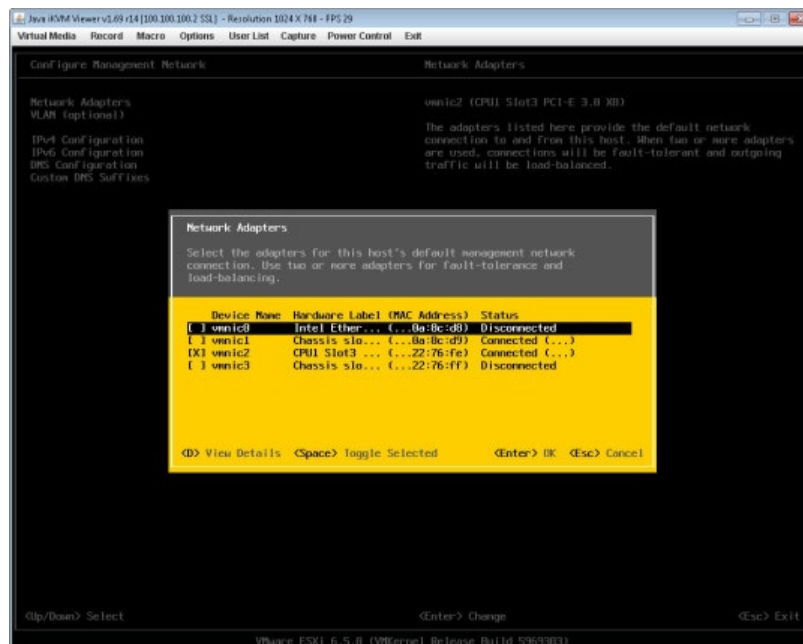 Java iKVM Viewer v1.69 r14 [100.100.100.2 SSL] - Resolution 1024 X 768 - FPS 29
Virtual Media Record Macro Options User List Capture Power Control Exit
Configure Management Network
Network Adapters
Network Adapters
VLAN (optional)
IPv4 Configuration
IPv6 Configuration
DNS Configuration
Custom DNS Suffixes
vmnic2 (CPU1 Slot3 PCI-E 3.0 X8)
The adapters listed here provide the default network
connection to and from this host. When two or more adapters
are used, connections will be fault-tolerant and outgoing
traffic will be load-balanced.
Network Adapters
Select the adapters for this host's default management network
connection. Use two or more adapters for fault-tolerance and
load-balancing.
Device Name Hardware Label (MAC Address) Status
[ ] vmnic0 Intel Ether... (...0a:8c:d8) Disconnected
[ ] vmnic1 Chassis slo... (...0a:8c:d9) Connected (...)
[X] vmnic2 CPU1 Slot3 ... (...22:76:fe) Connected (...)
[ ] vmnic3 Chassis slo... (...22:76:ff) Disconnected
<D> View Details <Space> Toggle Selected <Enter> OK <Esc> Cancel
<Up/Down> Select <Enter> Change <Esc> Exit
VMware ESXi 6.5.0 (VMKernel Release Build 5969303)